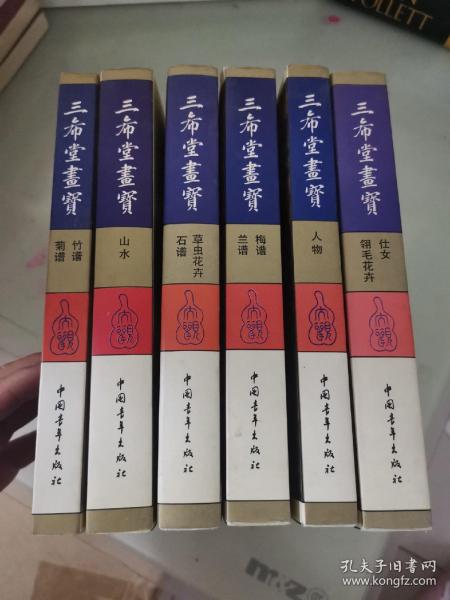 三希堂畫寶
竹谱
菊谱
中国青年出版社
三希堂畫寶
山水
中国青年出版社
三希堂畫寶
草虫花卉
石谱
中国青年出版社
三希堂畫寶
梅谱
兰谱
中国青年出版社
三希堂畫寶
人物
中国青年出版社
三希堂畫寶
仕女
翎毛花卉
中国青年出版社
OLLETT
孔夫子旧书网
www.kongfz.com